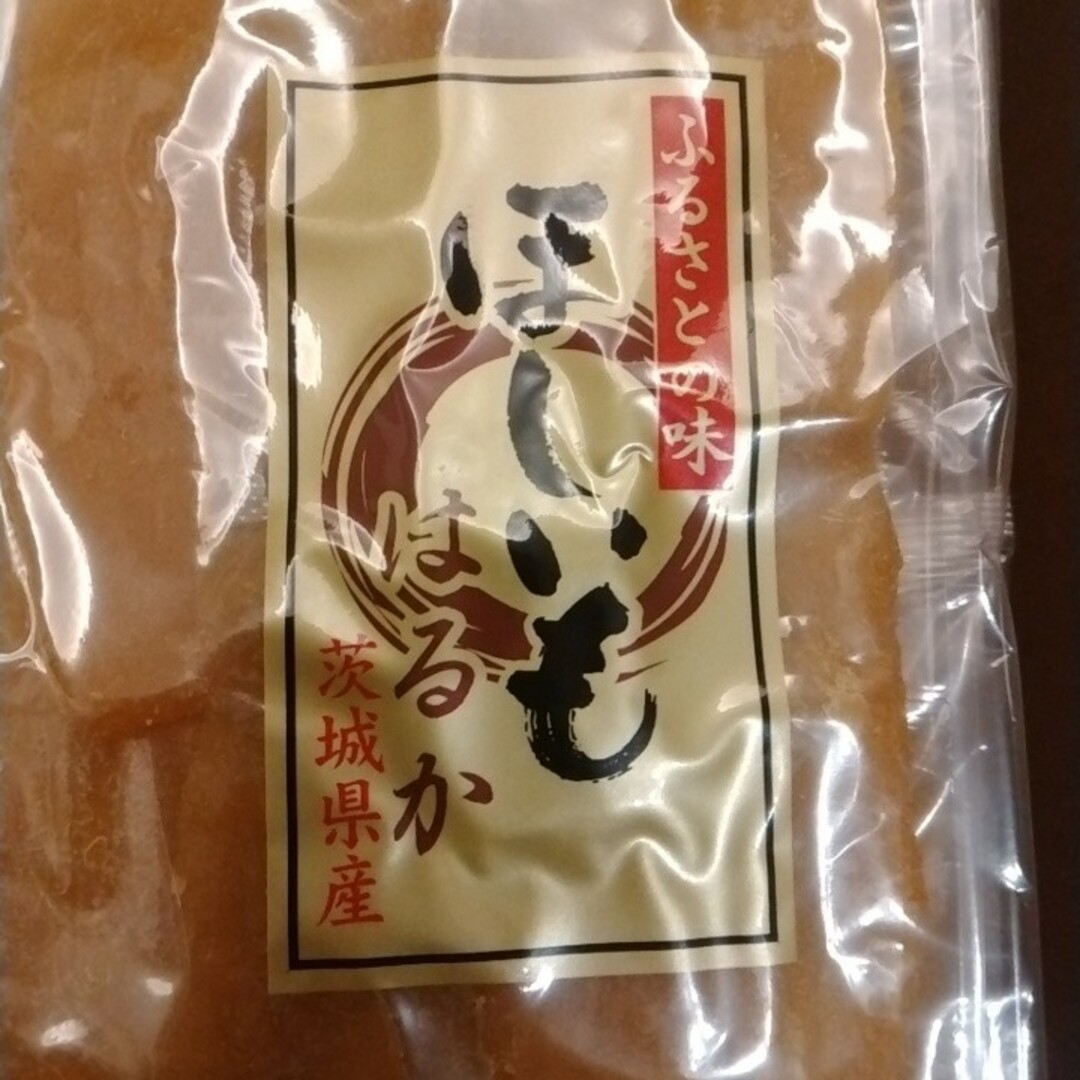 ふるさとの味
ほしいも
はるか
茨城県産